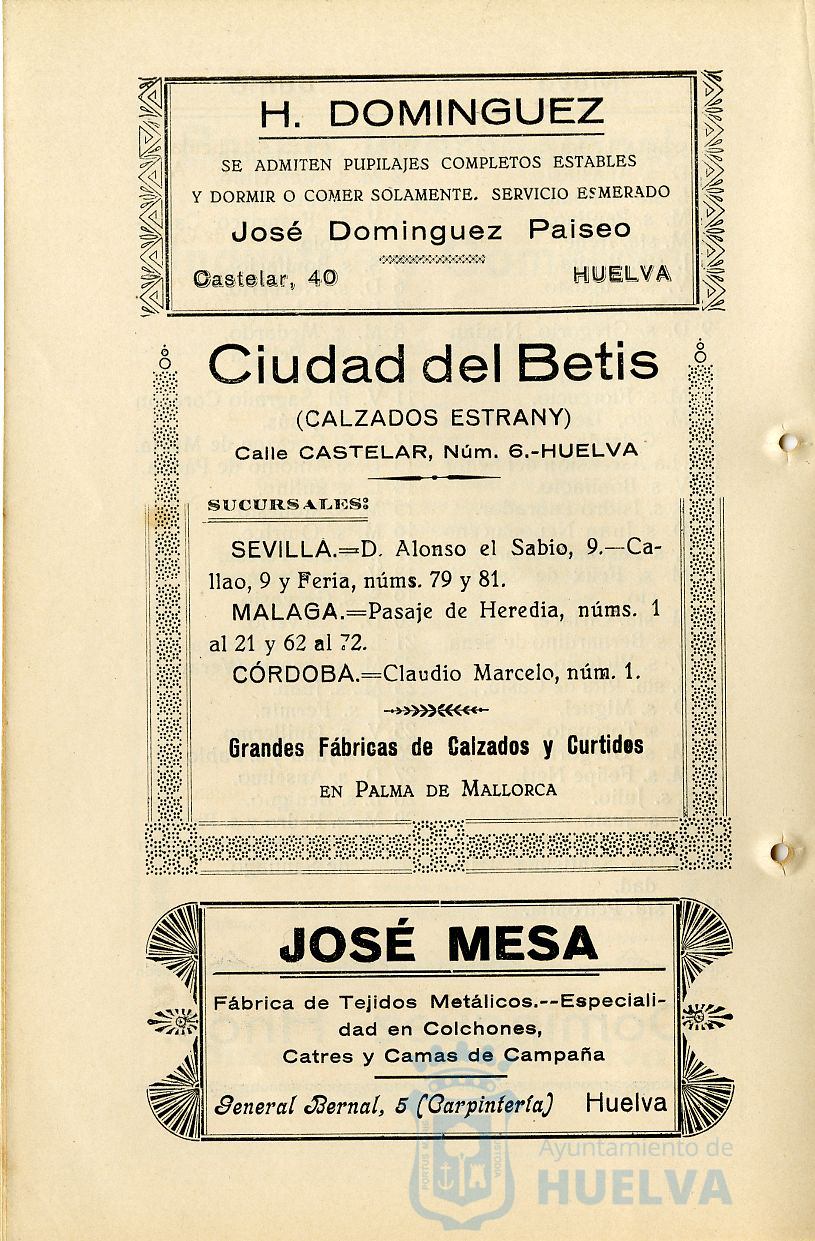 H. DOMINGUEZ
SE ADMITEN PUPILAJES COMPLETOS ESTABLES
Y DORMIR O COMER SOLAMENTE. SERVICIO ESMERADO
José Dominguez Paiseo
Castelar, 40 HUELVA
Ciudad del Betis
(CALZADOS ESTRANY)
Calle CASTELAR, Núm. 6.-HUELVA
SUCURSALES:
SEVILLA.=D. Alonso el Sabio, 9.—Ca-
llao, 9 y Feria, núms. 79 y 81.
MALAGA.=Pasaje de Heredia, núms. 1
al 21 y 62 al 72.
CÓRDOBA.=Claudio Marcelo, núm. 1.
Grandes Fábricas de Calzados y Curtidos
EN PALMA DE MALLORCA
JOSÉ MESA
Fábrica de Tejidos Metálicos.--Especiali-
dad en Colchones,
Catres y Camas de Campaña
General Bernal, 5 (Carpintería) Huelva
Ayuntamiento de
HUELVA